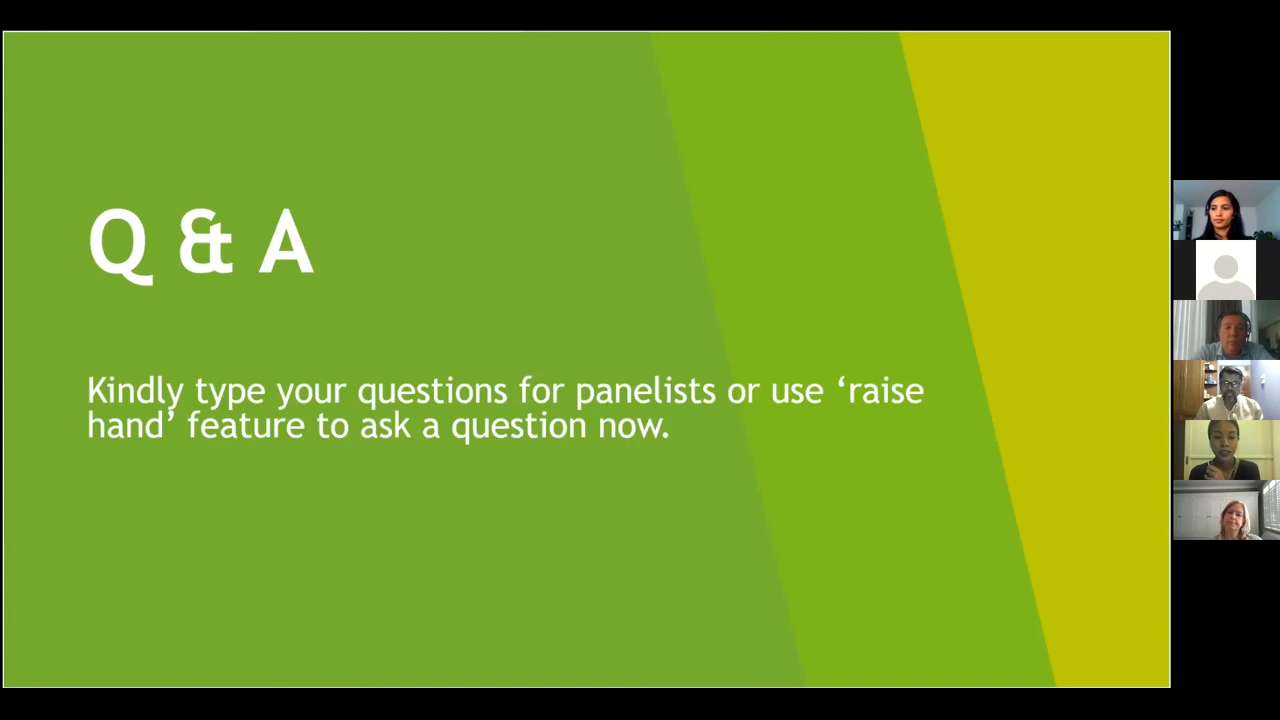 Q & A
Kindly type your questions for panelists or use ‘raise
hand’ feature to ask a question now.